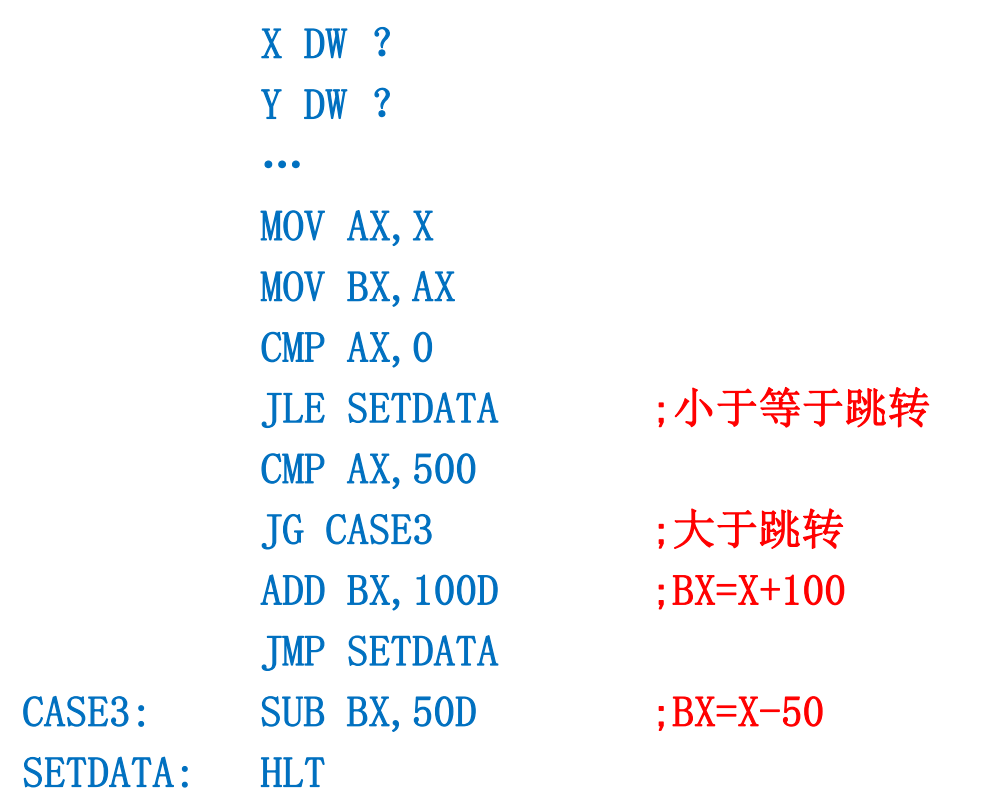 X DW ?
Y DW ?
…
MOV AX,X
MOV BX,AX
CMP AX,0
JLE SETDATA ;小于等于跳转
CMP AX,500
JG CASE3 ;大于跳转
ADD BX,100D ;BX=X+100
JMP SETDATA
CASE3: SUB BX,50D ;BX=X-50
SETDATA: HLT